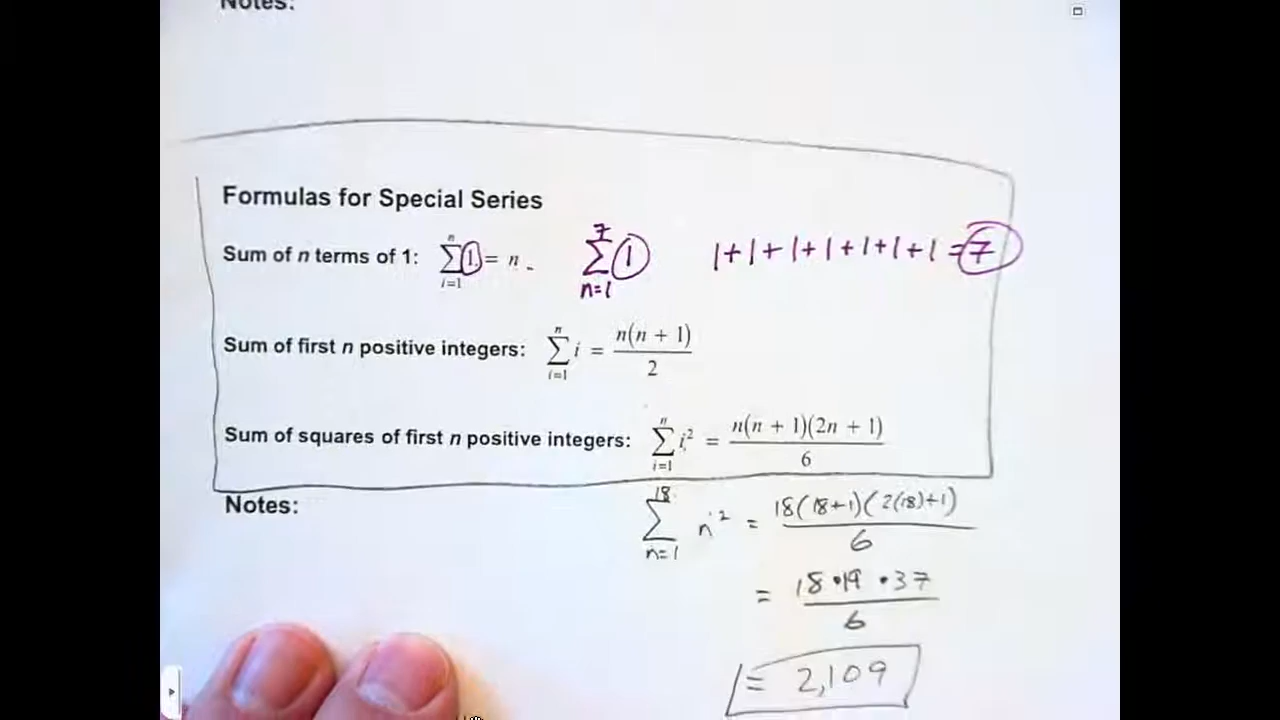 Notes:
Formulas for Special Series
Sum of n terms of 1: ∑_{i=1}^{n} 1 = n. ∑_{n=1}^{7} 1 1+1+1+1+1+1+1 = 7
Sum of first n positive integers: ∑_{i=1}^{n} i = n(n + 1)/2
Sum of squares of first n positive integers: ∑_{i=1}^{n} i² = n(n + 1)(2n + 1)/6
Notes: ∑_{n=1}^{18} n² = 18(18+1)(2(18)+1)/6
= 18•19•37/6
= 2,109